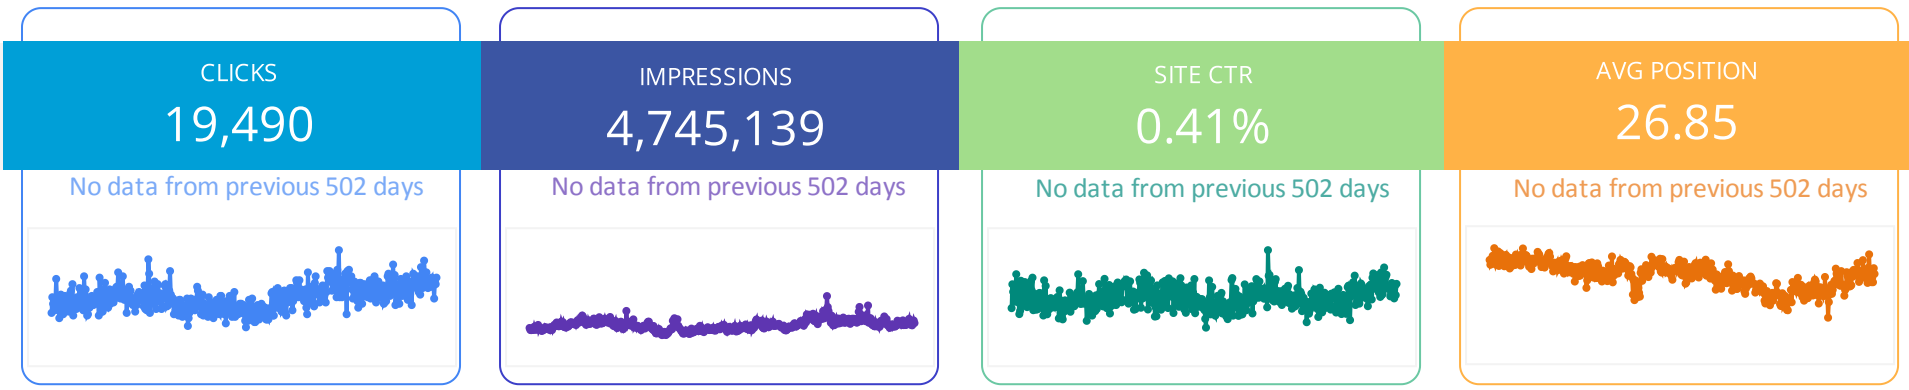 CLICKS
19,490
No data from previous 502 days
IMPRESSIONS
4,745,139
No data from previous 502 days
SITE CTR
0.41%
No data from previous 502 days
AVG POSITION
26.85
No data from previous 502 days